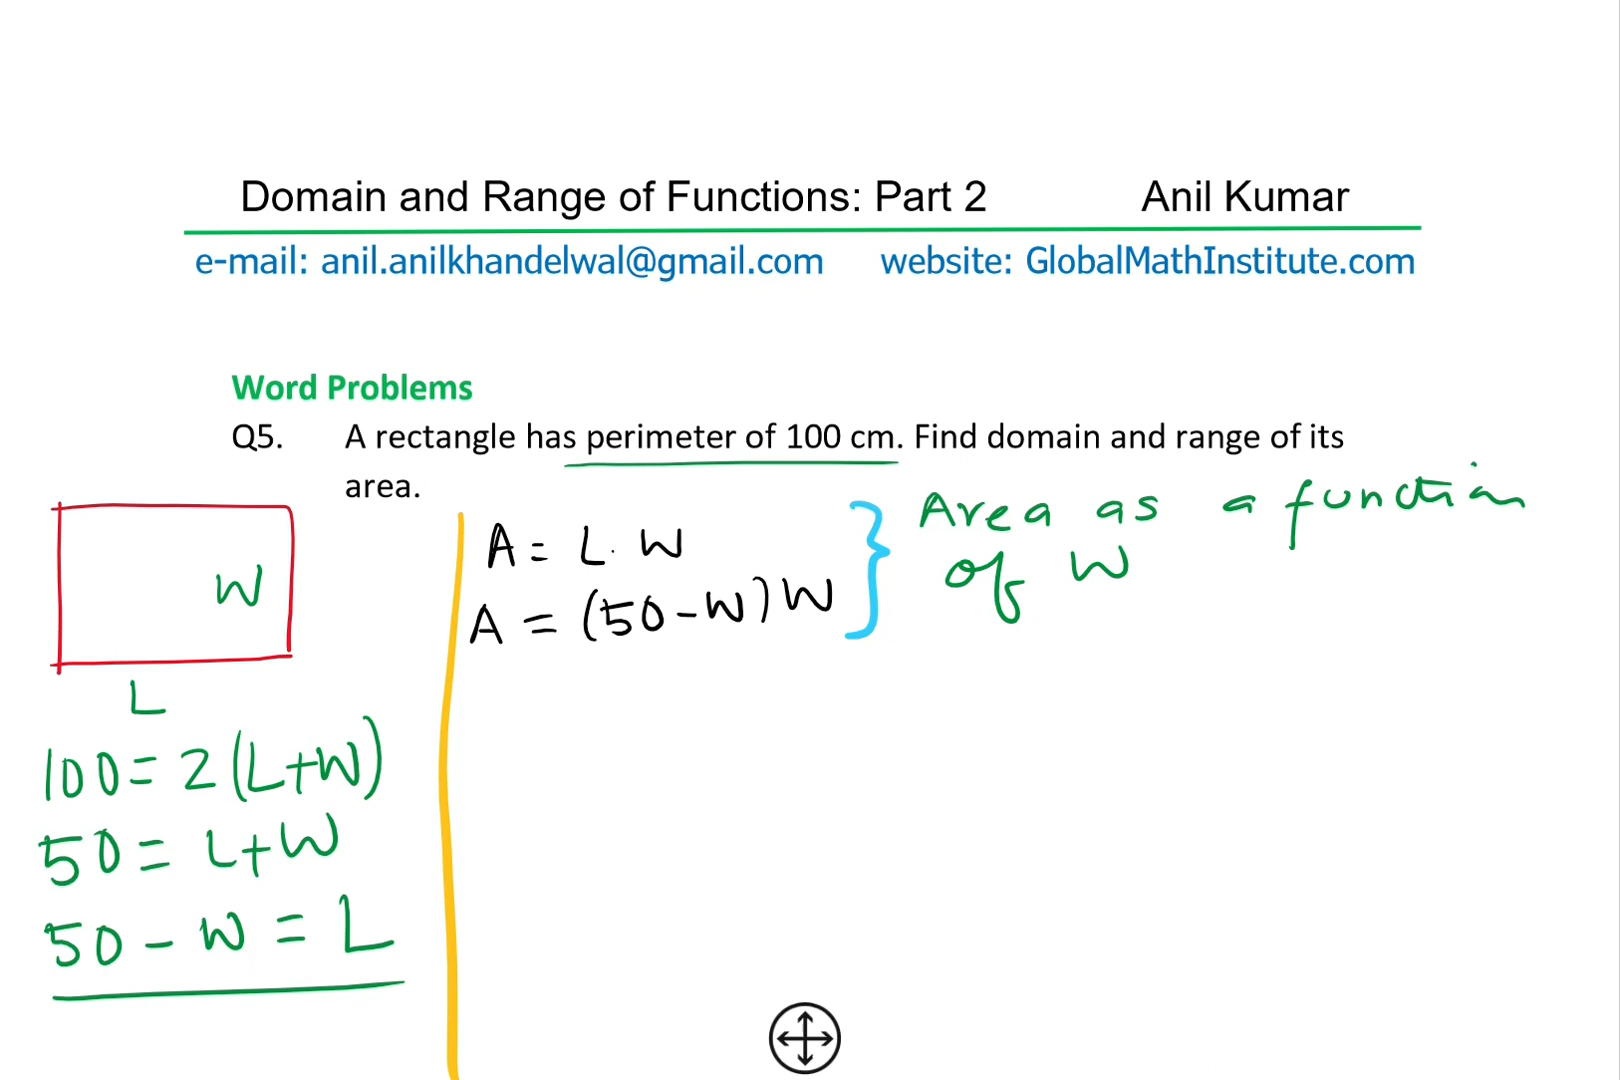 Domain and Range of Functions: Part 2 Anil Kumar
e-mail: anil.anilkhandelwal@gmail.com website: GlobalMathInstitute.com
Word Problems
Q5. A rectangle has perimeter of 100 cm. Find domain and range of its
area.
W
L
100 = 2 (L+W)
50 = L+W
50 - W = L
A = L. W
A = (50-W)W
Area as a function
of W